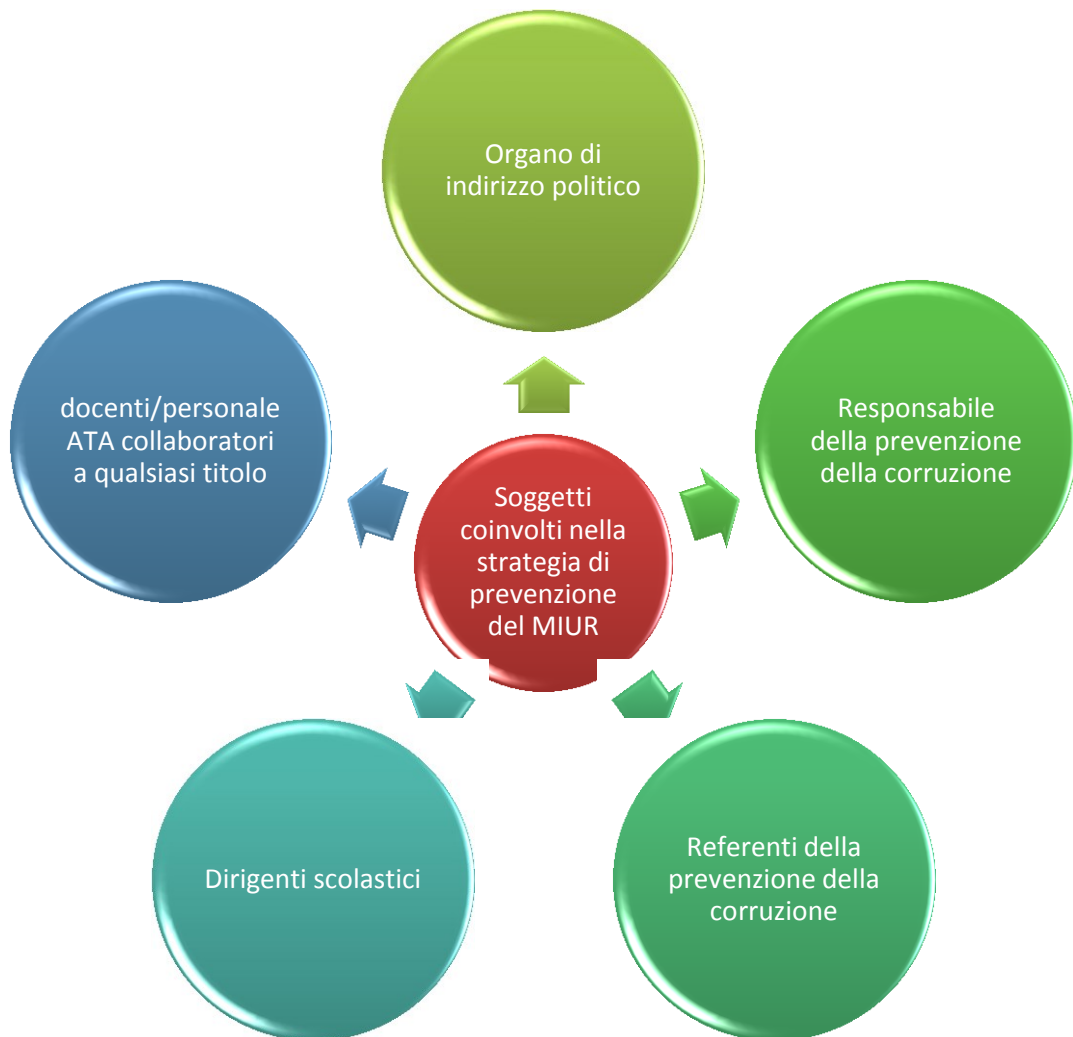 Organo di
indirizzo politico
docenti/personale
ATA collaboratori
a qualsiasi titolo
Responsabile
della prevenzione
della corruzione
Soggetti
coinvolti nella
strategia di
prevenzione
del MIUR
Dirigenti scolastici
Referenti della
prevenzione della
corruzione